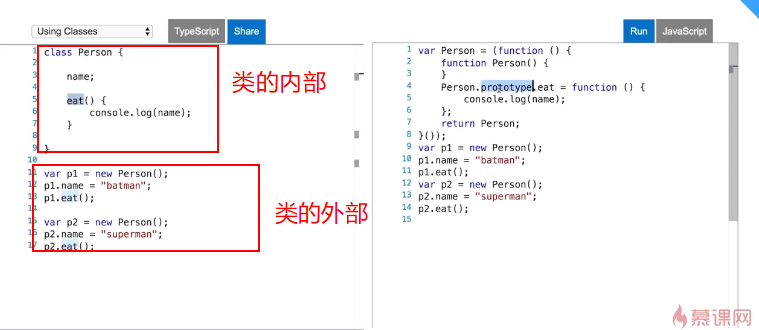 Using Classes
TypeScript
Share
1 class Person {
2
3 name;
4
5 eat() {
6 console.log(name);
7 }
8
9 }
10
11 var p1 = new Person();
12 p1.name = "batman";
13 p1.eat();
14
15 var p2 = new Person();
16 p2.name = "superman";
17 p2.eat();
类的内部
类的外部
Run
JavaScript
1 var Person = (function () {
2 function Person() {
3 }
4 Person.prototype.eat = function () {
5 console.log(name);
6 };
7 return Person;
8 }());
9 var p1 = new Person();
10 p1.name = "batman";
11 p1.eat();
12 var p2 = new Person();
13 p2.name = "superman";
14 p2.eat();
15
慕课网